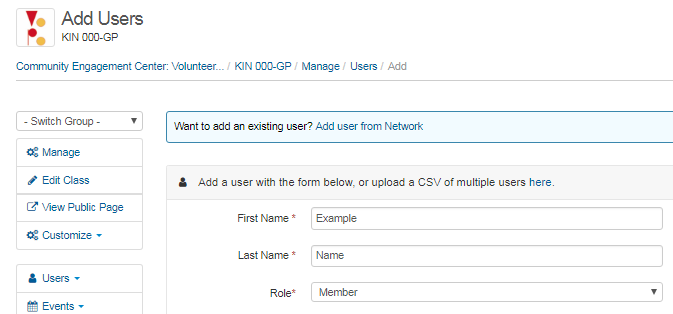 Add Users
KIN 000-GP
Community Engagement Center: Volunteer... / KIN 000-GP / Manage / Users / Add
- Switch Group -
Want to add an existing user? Add user from Network
Manage
Edit Class
View Public Page
Customize
Users
Events
Add a user with the form below, or upload a CSV of multiple users here.
First Name * Example
Last Name * Name
Role* Member